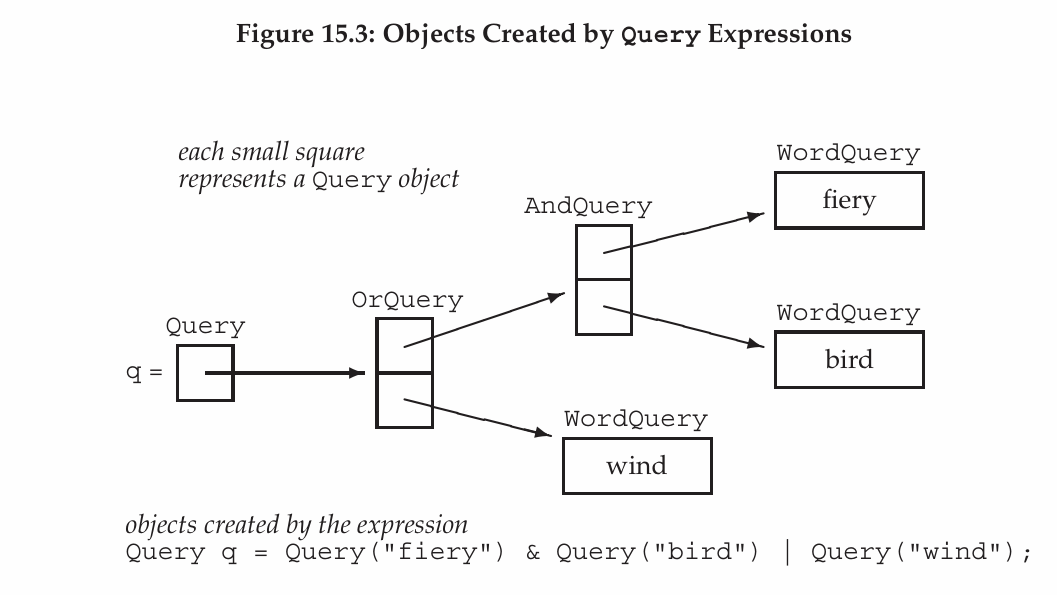 Figure 15.3: Objects Created by Query Expressions
each small square
represents a Query object
WordQuery
fiery
AndQuery
OrQuery
Query
q =
WordQuery
bird
WordQuery
wind
objects created by the expression
Query q = Query("fiery") & Query("bird") | Query("wind");